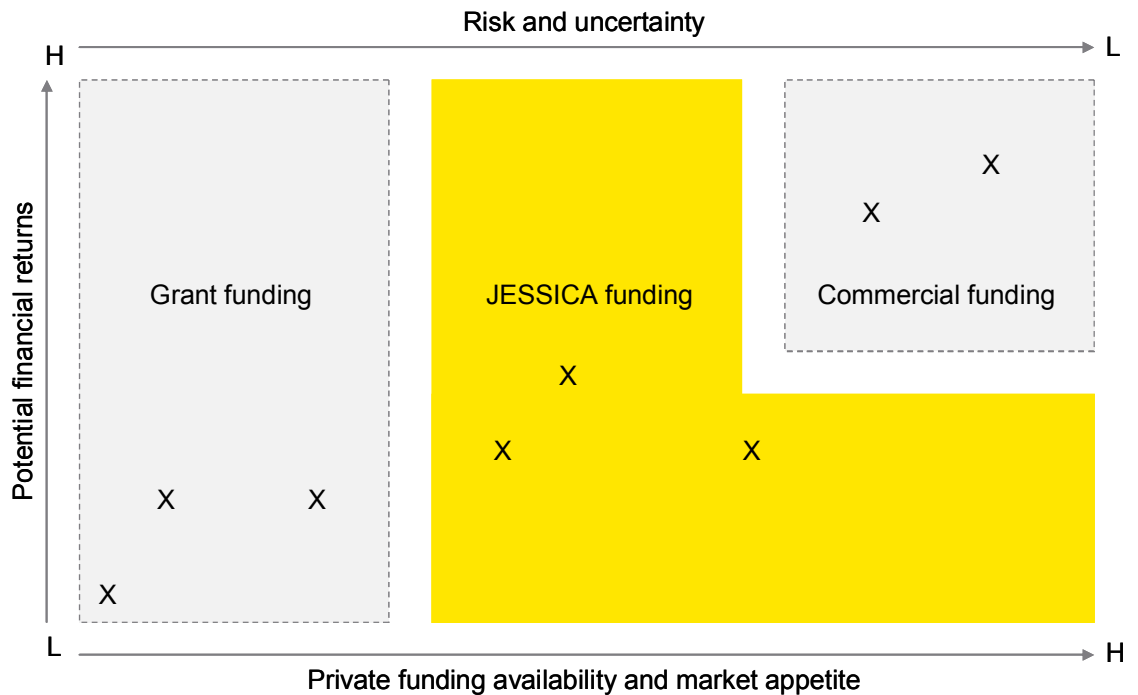 Risk and uncertainty
H
L
X
X
Potential financial returns
Grant funding
JESSICA funding
Commercial funding
X
X
X
X
X
X
L
H
Private funding availability and market appetite